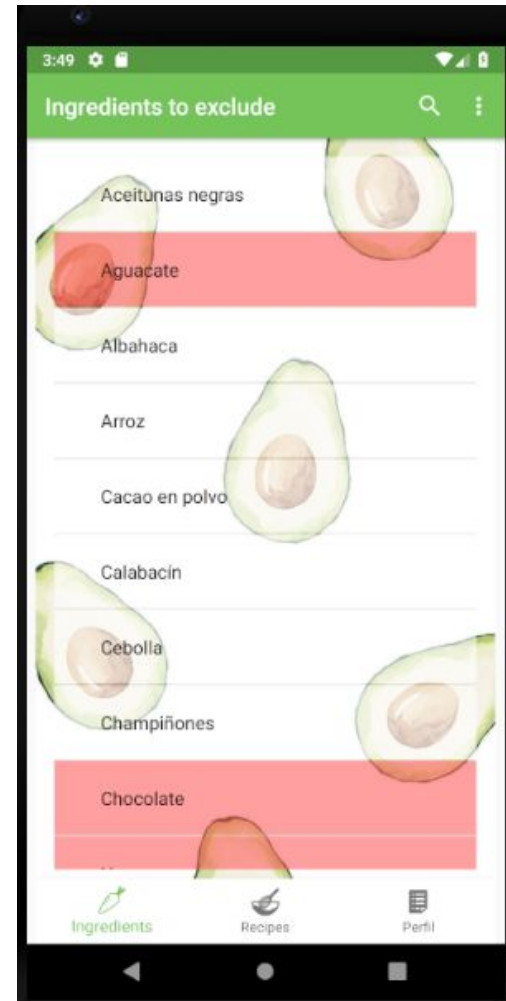 3:49
Ingredients to exclude
Aceitunas negras
Aguacate
Albahaca
Arroz
Cacao en polvo
Calabacín
Cebolla
Champiñones
Chocolate
Ingredients
Recipes
Perfil